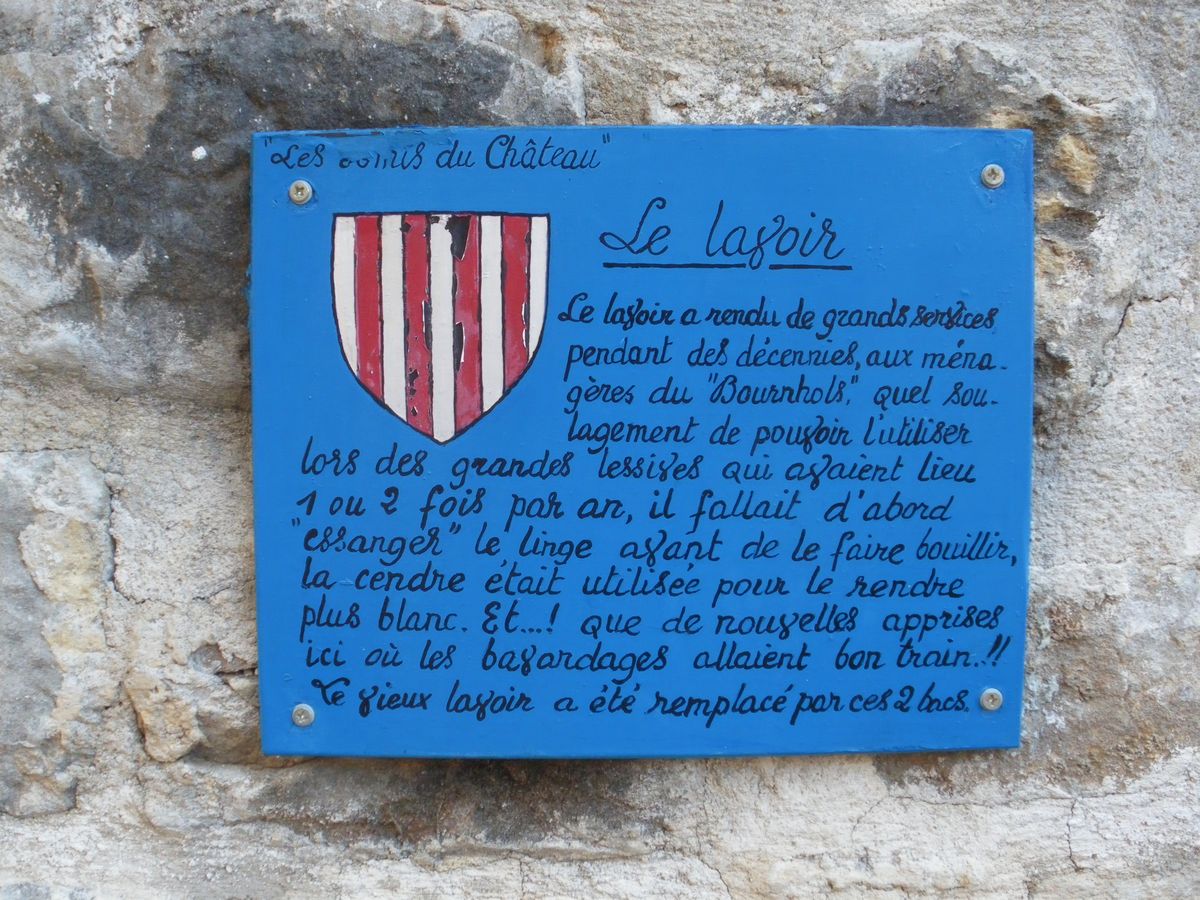 "Les du Château"
Le lavoir
Le lavoir a rendu de grands services
pendant des décennies, aux ména-
gères du "Bournhols", quel sou-
lagement de pouvoir l'utiliser
lors des grandes lessives qui avaient lieu
1 ou 2 fois par an, il fallait d'abord
"essanger" le linge avant de le faire bouillir,
la cendre était utilisée pour le rendre
plus blanc. Et...! que de nouvelles apprises
ici où les bavardages allaient bon train..!!
Le vieux lavoir a été remplacé par ces 2 bacs.